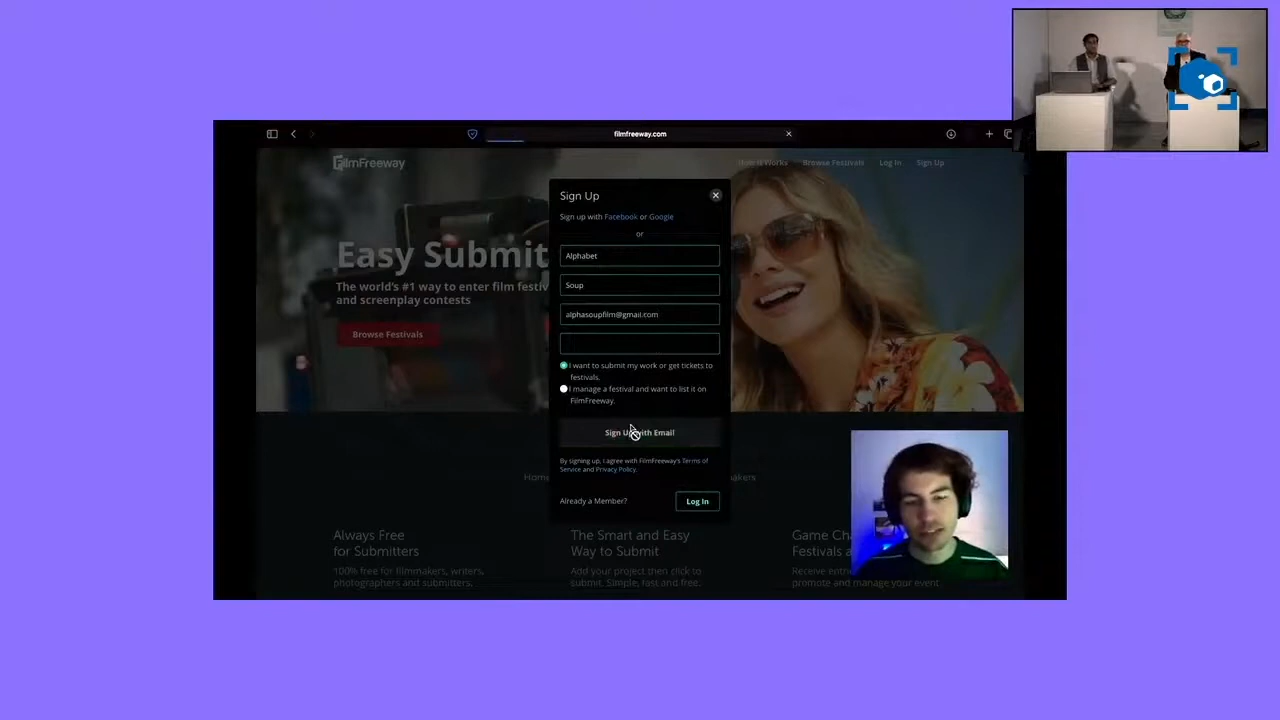 filmfreeway.com
FilmFreeway
How it Works
Browse Festivals
Log In
Sign Up
Easy Submit
The world's #1 way to enter film festiv
and screenplay contests
Browse Festivals
Sign Up
Sign up with Facebook or Google
or
Alphabet
Soup
alphasoupfilm@gmail.com
I want to submit my work or get tickets to
festivals.
I manage a festival and want to list it on
FilmFreeway.
Sign Up with Email
By signing up, I agree with FilmFreeway's Terms of
Service and Privacy Policy.
Already a Member?
Log In
Home
makers
Always Free
for Submitters
100% free for filmmakers, writers,
photographers and submitters.
The Smart and Easy
Way to Submit
Add your project then click to
submit. Simple, fast and free.
Game Ch
Festivals a
Receive entr
promote and manage your event.